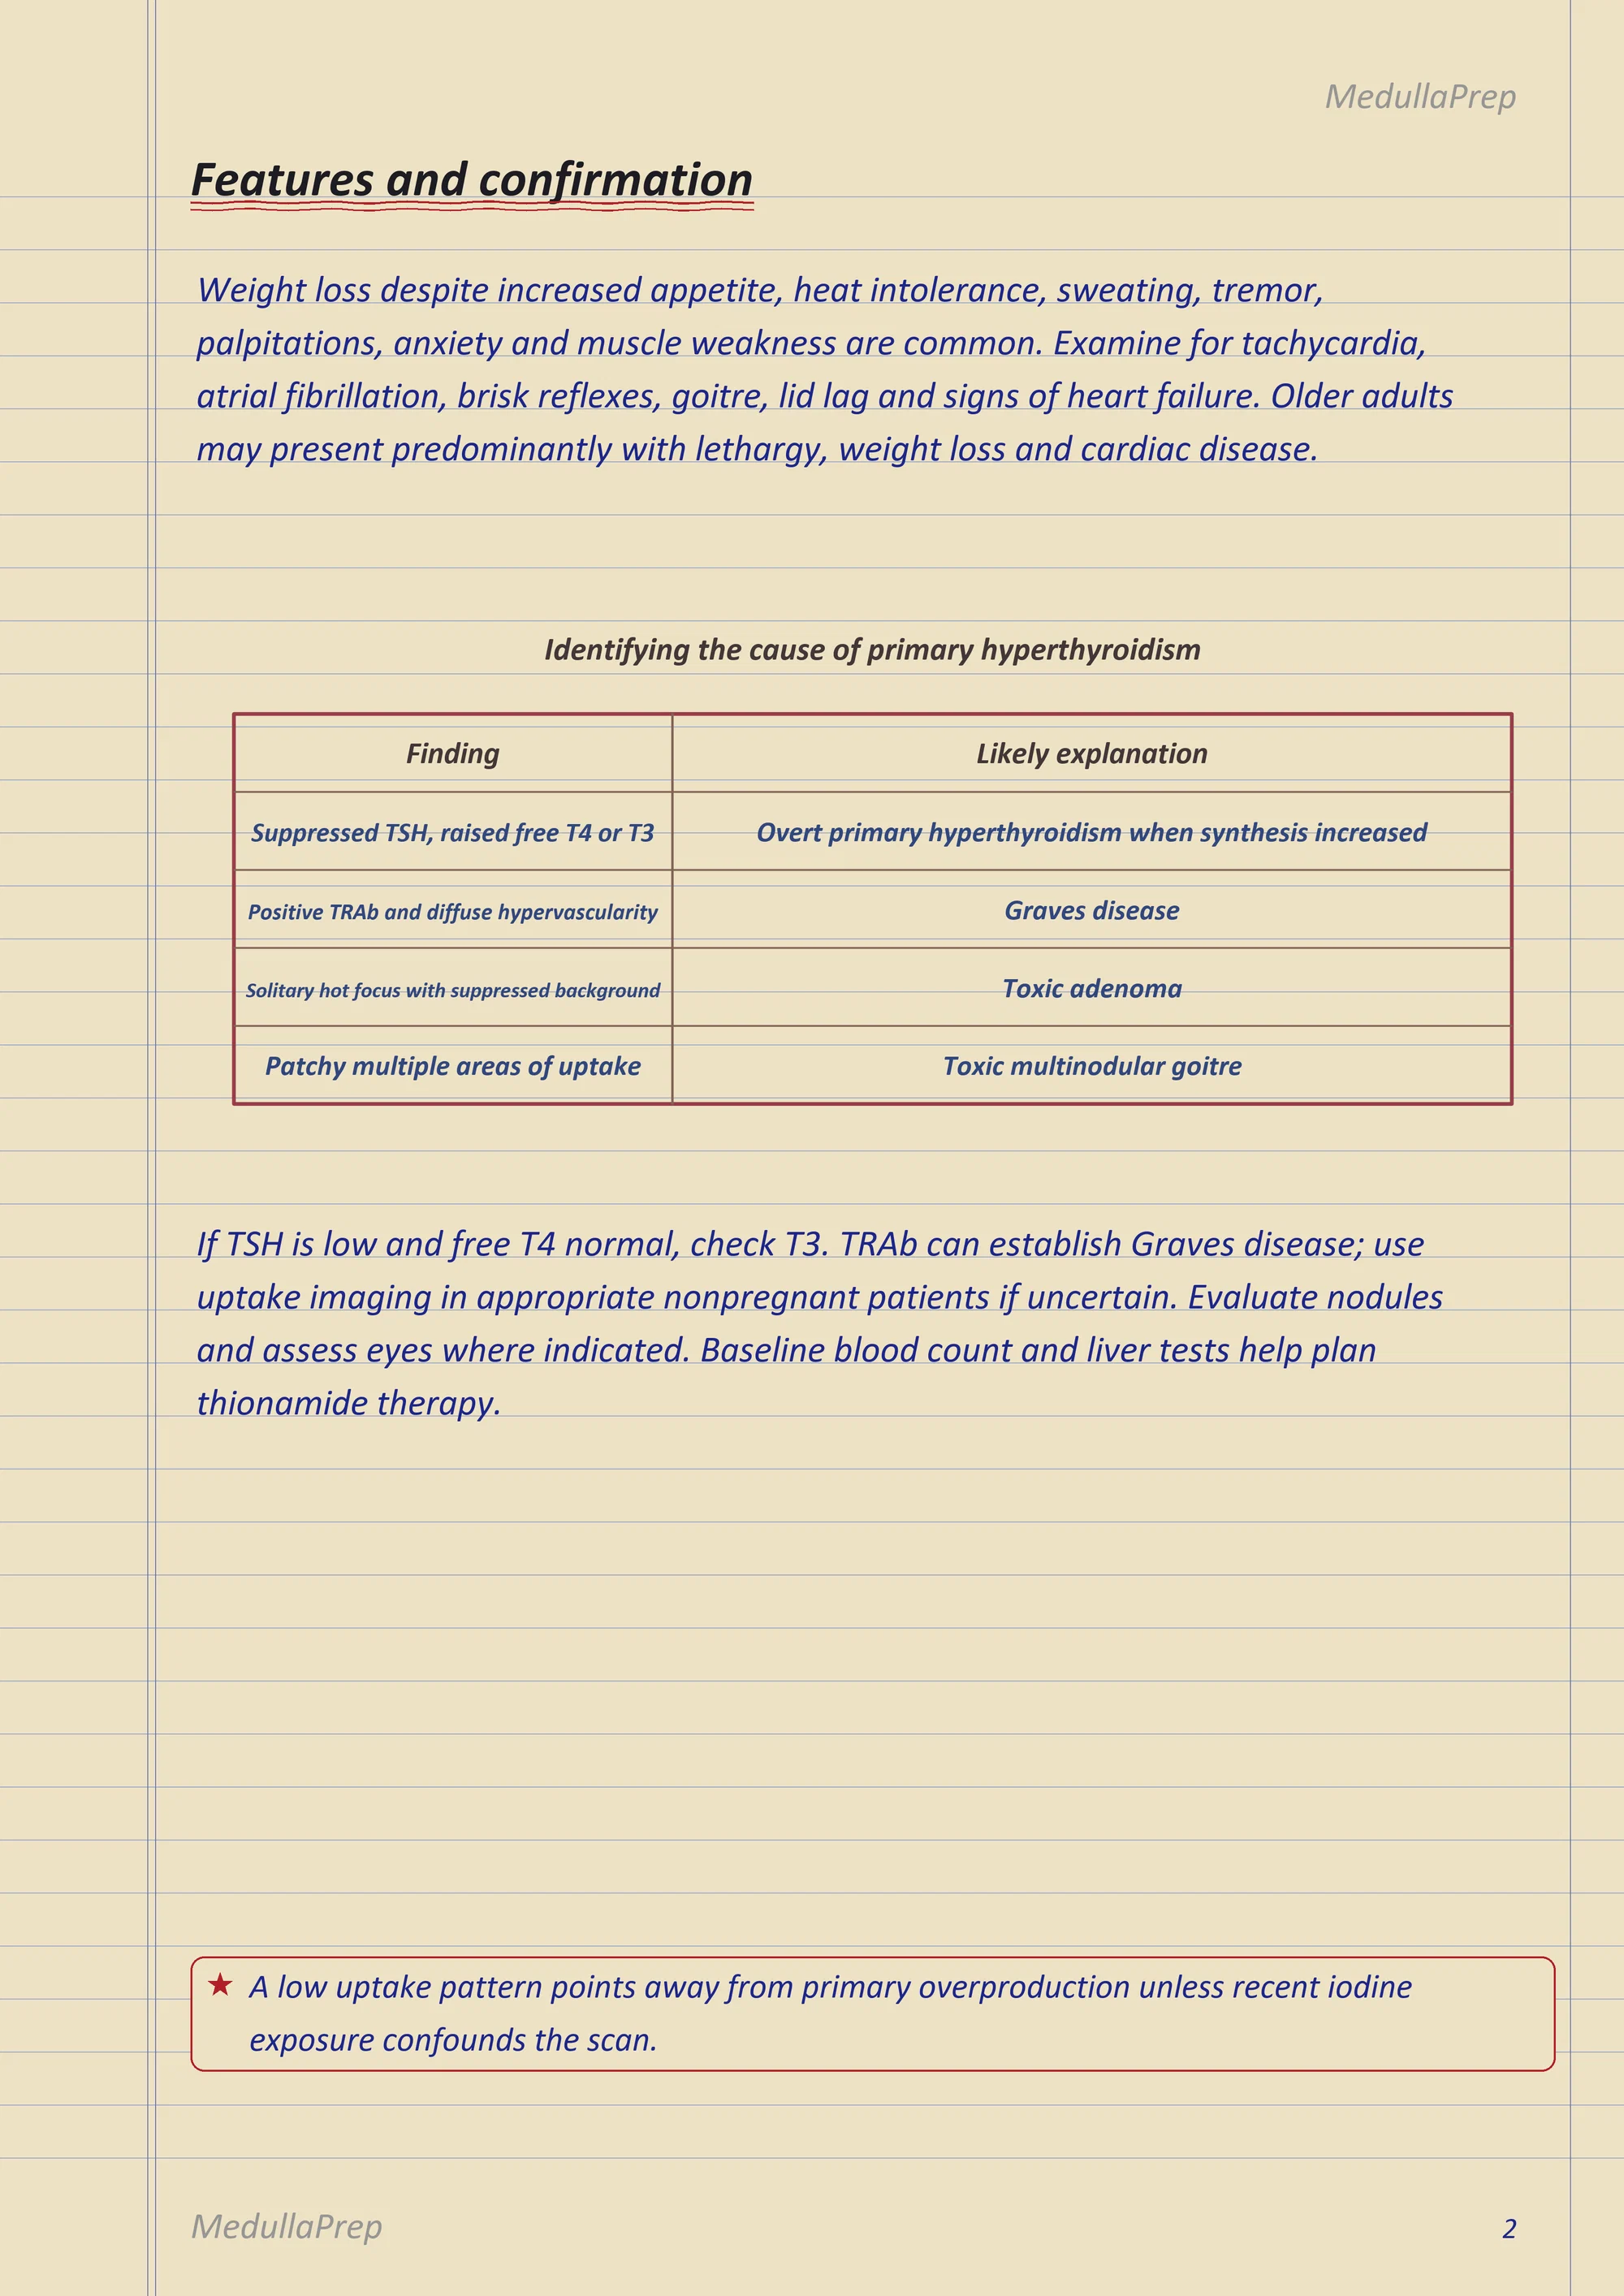 MedullaPrep
Features and confirmation
Weight loss despite increased appetite, heat intolerance, sweating, tremor,
palpitations, anxiety and muscle weakness are common. Examine for tachycardia,
atrial fibrillation, brisk reflexes, goitre, lid lag and signs of heart failure. Older adults
may present predominantly with lethargy, weight loss and cardiac disease.
Identifying the cause of primary hyperthyroidism
Finding Likely explanation
Suppressed TSH, raised free T4 or T3 Overt primary hyperthyroidism when synthesis increased
Positive TRAb and diffuse hypervascularity Graves disease
Solitary hot focus with suppressed background Toxic adenoma
Patchy multiple areas of uptake Toxic multinodular goitre
If TSH is low and free T4 normal, check T3. TRAb can establish Graves disease; use
uptake imaging in appropriate nonpregnant patients if uncertain. Evaluate nodules
and assess eyes where indicated. Baseline blood count and liver tests help plan
thionamide therapy.
★ A low uptake pattern points away from primary overproduction unless recent iodine
exposure confounds the scan.
MedullaPrep 2